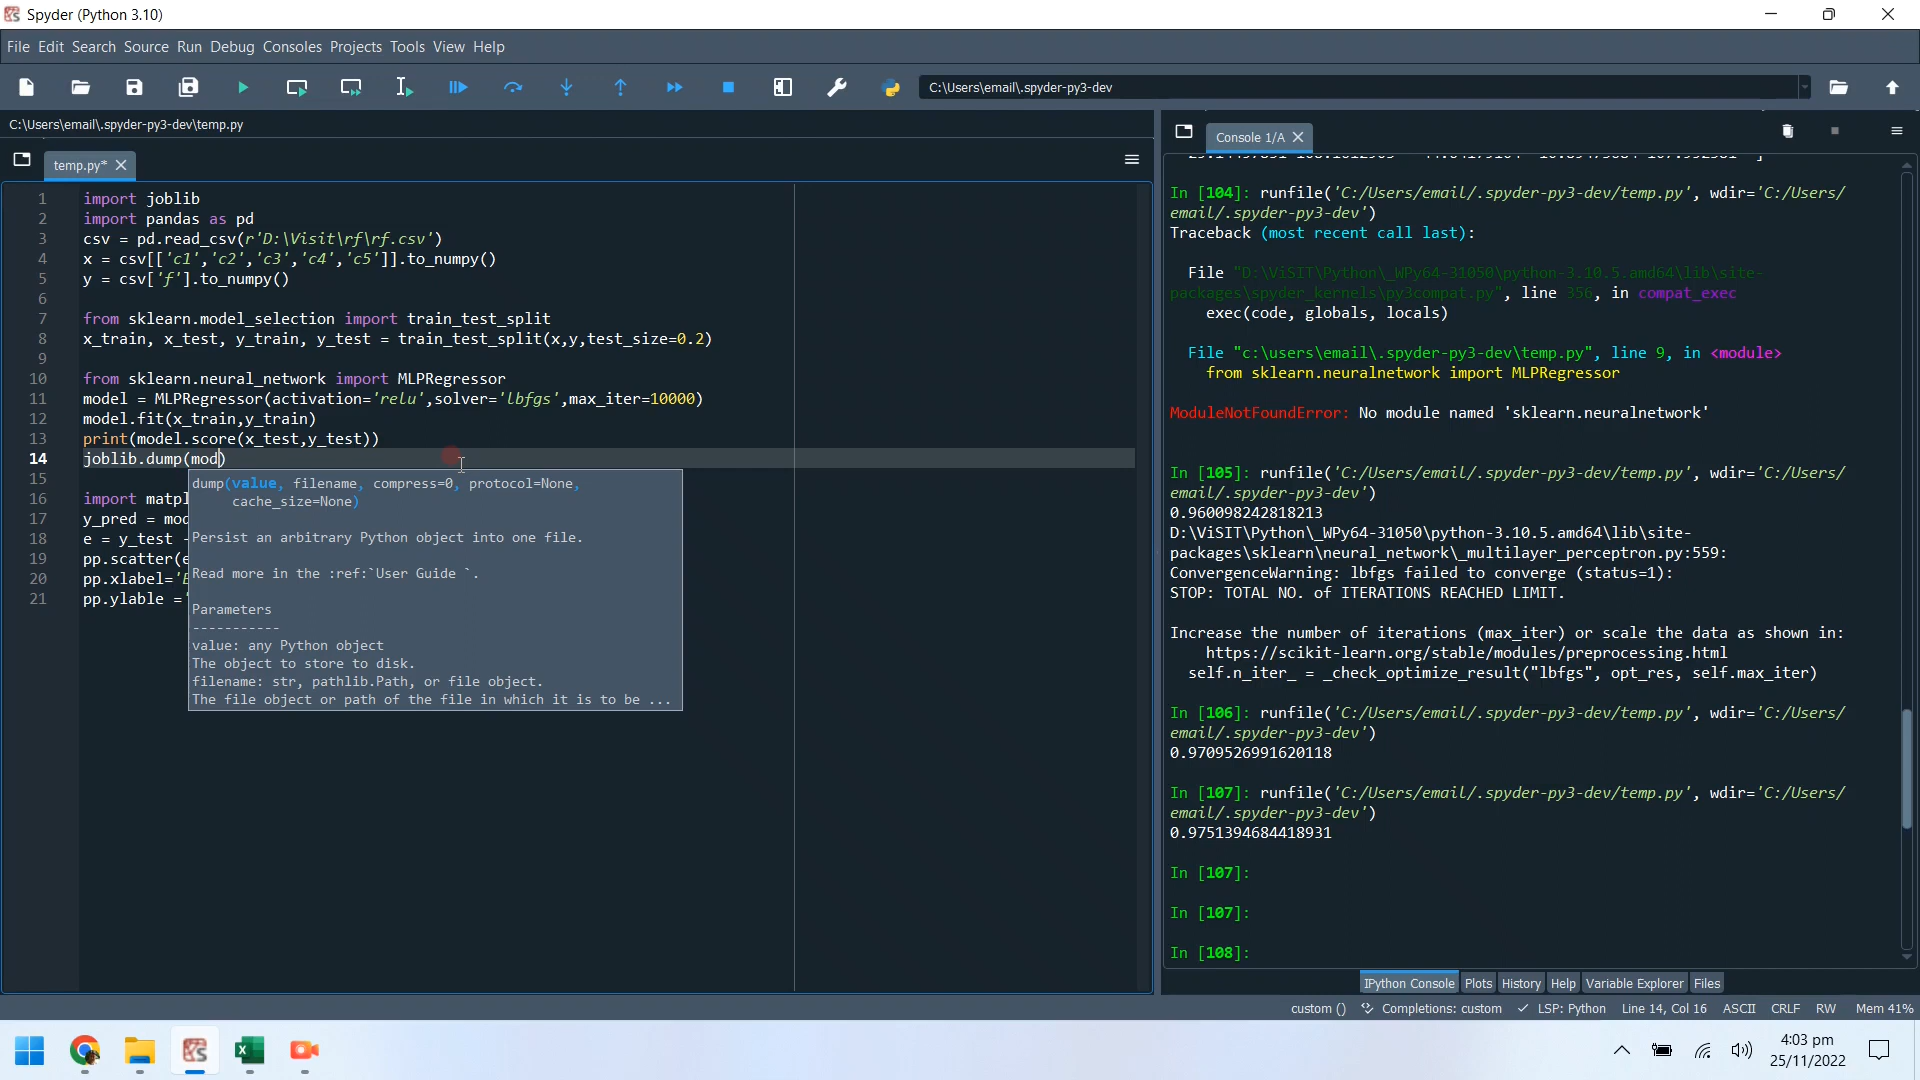 Spyder (Python 3.10)
File Edit Search Source Run Debug Consoles Projects Tools View Help
C:\Users\email\.spyder-py3-dev
C:\Users\email\.spyder-py3-dev\temp.py
temp.py*
1 import joblib
2 import pandas as pd
3 csv = pd.read_csv(r'D:\Visit\rf\rf.csv')
4 x = csv[['c1','c2','c3','c4','c5']].to_numpy()
5 y = csv['f'].to_numpy()
6
7 from sklearn.model_selection import train_test_split
8 x_train, x_test, y_train, y_test = train_test_split(x,y,test_size=0.2)
9
10 from sklearn.neural_network import MLPRegressor
11 model = MLPRegressor(activation='relu',solver='lbfgs',max_iter=10000)
12 model.fit(x_train,y_train)
13 print(model.score(x_test,y_test))
14 joblib.dump(mod)
15
16 import matpl
17 y_pred = mod
18 e = y_test -
19 pp.scatter(e
20 pp.xlabel='E
21 pp.ylable ='
dump(value, filename, compress=0, protocol=None,
cache_size=None)
Persist an arbitrary Python object into one file.
Read more in the :ref:`User Guide `.
Parameters
-----------
value: any Python object
The object to store to disk.
filename: str, pathlib.Path, or file object.
The file object or path of the file in which it is to be ...
Console 1/A
In [104]: runfile('C:/Users/email/.spyder-py3-dev/temp.py', wdir='C:/Users/
email/.spyder-py3-dev')
Traceback (most recent call last):
File "D:\ViSIT\Python\_WPy64-31050\python-3.10.5.amd64\lib\site-
packages\spyder_kernels\py3compat.py", line 356, in compat_exec
exec(code, globals, locals)
File "c:\users\email\.spyder-py3-dev\temp.py", line 9, in <module>
from sklearn.neuralnetwork import MLPRegressor
ModuleNotFoundError: No module named 'sklearn.neuralnetwork'
In [105]: runfile('C:/Users/email/.spyder-py3-dev/temp.py', wdir='C:/Users/
email/.spyder-py3-dev')
0.960098242818213
D:\ViSIT\Python\_WPy64-31050\python-3.10.5.amd64\lib\site-
packages\sklearn\neural_network\_multilayer_perceptron.py:559:
ConvergenceWarning: lbfgs failed to converge (status=1):
STOP: TOTAL NO. of ITERATIONS REACHED LIMIT.
Increase the number of iterations (max_iter) or scale the data as shown in:
https://scikit-learn.org/stable/modules/preprocessing.html
self.n_iter_ = _check_optimize_result("lbfgs", opt_res, self.max_iter)
In [106]: runfile('C:/Users/email/.spyder-py3-dev/temp.py', wdir='C:/Users/
email/.spyder-py3-dev')
0.9709526991620118
In [107]: runfile('C:/Users/email/.spyder-py3-dev/temp.py', wdir='C:/Users/
email/.spyder-py3-dev')
0.9751394684418931
In [107]:
In [107]:
In [108]:
IPython Console Plots History Help Variable Explorer Files
custom () Completions: custom LSP: Python Line 14, Col 16 ASCII CRLF RW Mem 41%
4:03 pm
25/11/2022